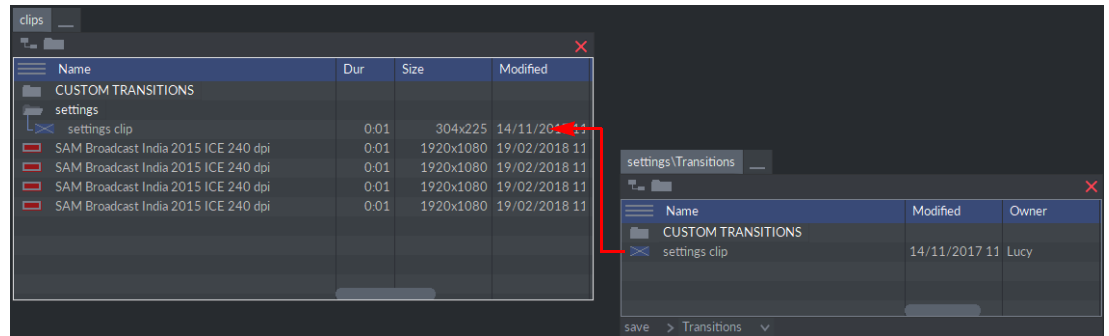 clips
Name Dur Size Modified
CUSTOM TRANSITIONS
settings
settings clip 0:01 304x225 14/11/2017 11
SAM Broadcast India 2015 ICE 240 dpi 0:01 1920x1080 19/02/2018 11
SAM Broadcast India 2015 ICE 240 dpi 0:01 1920x1080 19/02/2018 11
SAM Broadcast India 2015 ICE 240 dpi 0:01 1920x1080 19/02/2018 11
SAM Broadcast India 2015 ICE 240 dpi 0:01 1920x1080 19/02/2018 11
settings\Transitions
Name Modified Owner
CUSTOM TRANSITIONS
settings clip 14/11/2017 11 Lucy
save > Transitions